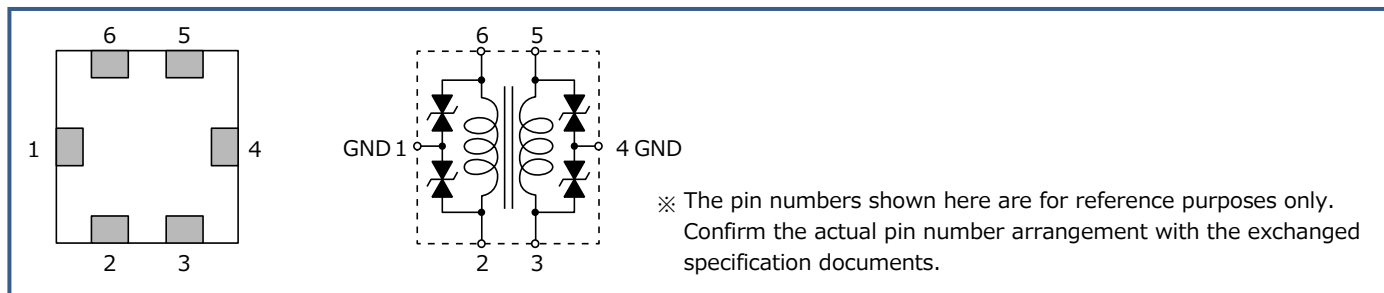 6 5
1 4
2 3
6 5
GND 1 4 GND
2 3
※ The pin numbers shown here are for reference purposes only.
Confirm the actual pin number arrangement with the exchanged
specification documents.